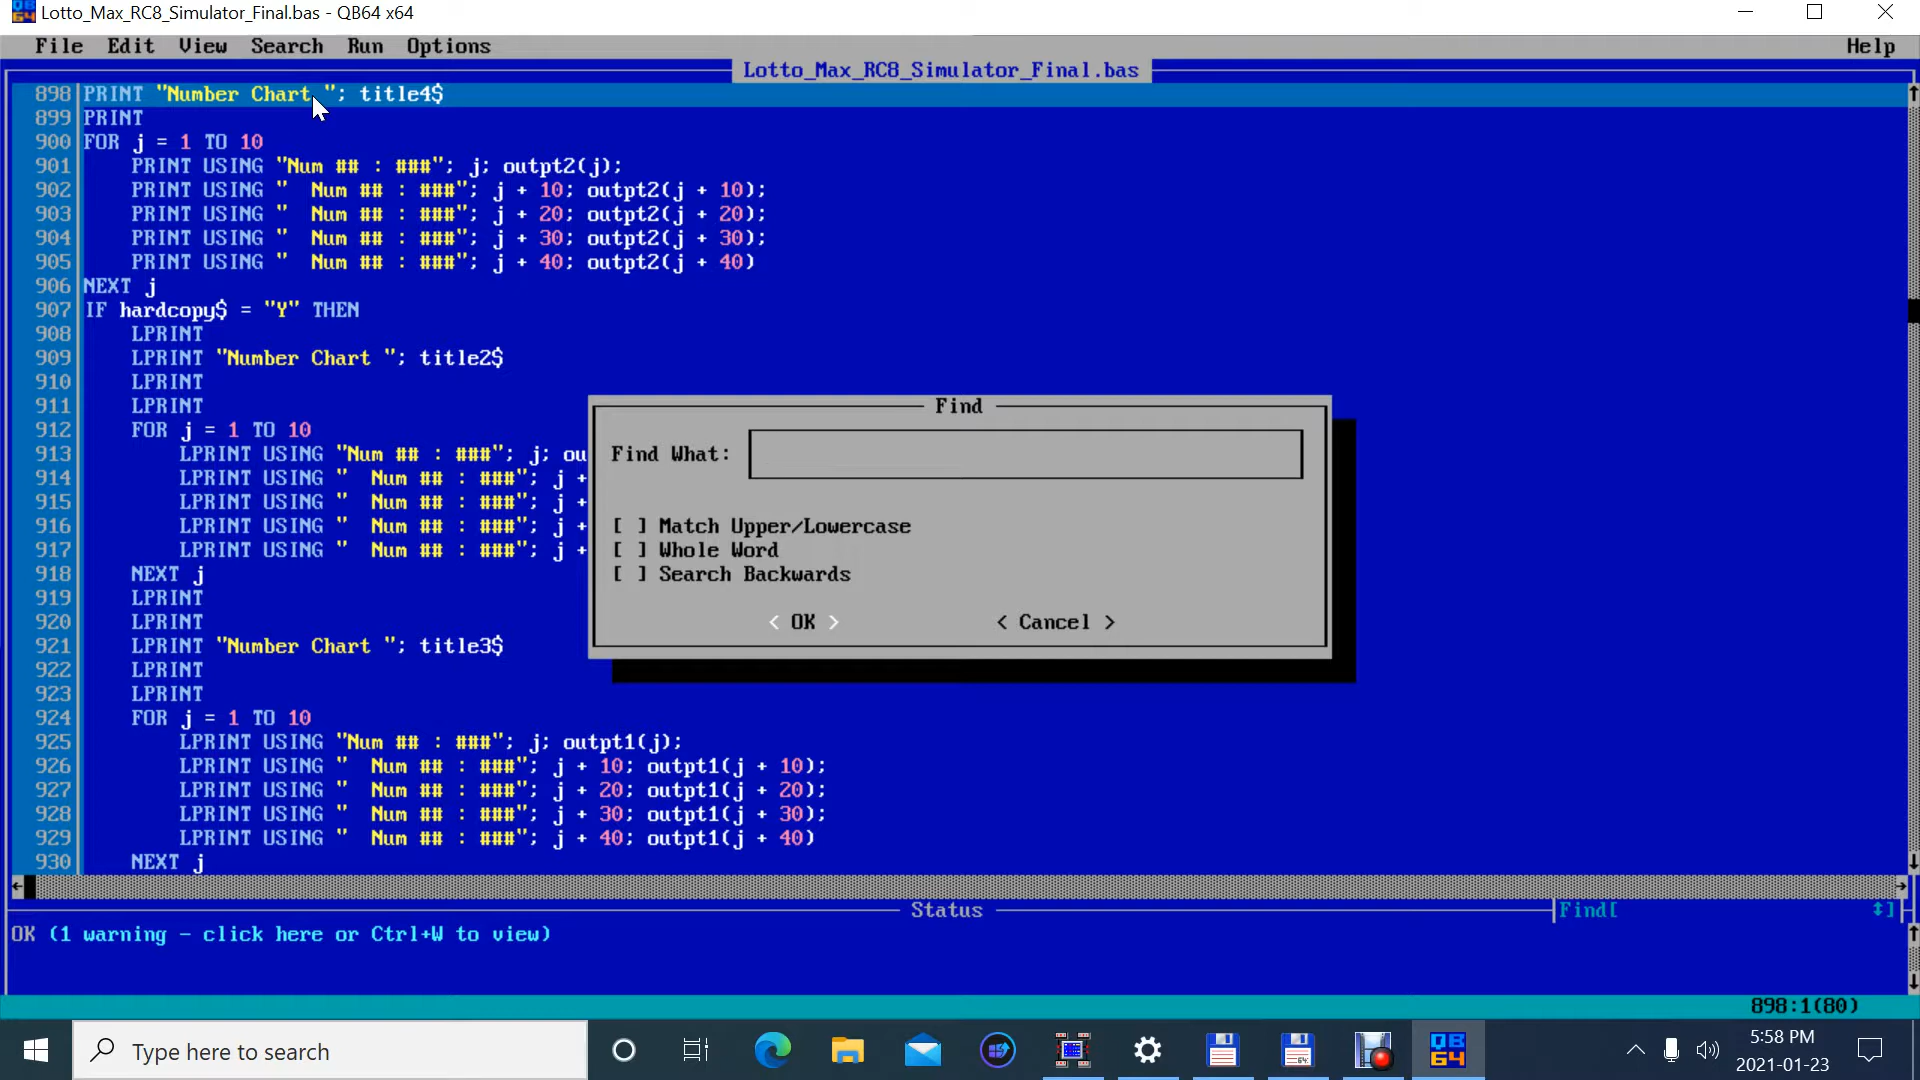 Lotto_Max_RC8_Simulator_Final.bas - QB64 x64
File Edit View Search Run Options Help
Lotto_Max_RC8_Simulator_Final.bas
898 PRINT "Number Chart "; title4$
899 PRINT
900 FOR j = 1 TO 10
901 PRINT USING "Num ## : ###"; j; outpt2(j);
902 PRINT USING "  Num ## : ###"; j + 10; outpt2(j + 10);
903 PRINT USING "  Num ## : ###"; j + 20; outpt2(j + 20);
904 PRINT USING "  Num ## : ###"; j + 30; outpt2(j + 30);
905 PRINT USING "  Num ## : ###"; j + 40; outpt2(j + 40)
906 NEXT j
907 IF hardcopy$ = "Y" THEN
908 LPRINT
909 LPRINT "Number Chart "; title2$
910 LPRINT
911 LPRINT
912 FOR j = 1 TO 10
913 LPRINT USING "Num ## : ###"; j; ou
914 LPRINT USING "  Num ## : ###"; j +
915 LPRINT USING "  Num ## : ###"; j +
916 LPRINT USING "  Num ## : ###"; j +
917 LPRINT USING "  Num ## : ###"; j +
918 NEXT j
919 LPRINT
920 LPRINT
921 LPRINT "Number Chart "; title3$
922 LPRINT
923 LPRINT
924 FOR j = 1 TO 10
925 LPRINT USING "Num ## : ###"; j; outpt1(j);
926 LPRINT USING "  Num ## : ###"; j + 10; outpt1(j + 10);
927 LPRINT USING "  Num ## : ###"; j + 20; outpt1(j + 20);
928 LPRINT USING "  Num ## : ###"; j + 30; outpt1(j + 30);
929 LPRINT USING "  Num ## : ###"; j + 40; outpt1(j + 40)
930 NEXT j
Find
Find What:
[ ] Match Upper/Lowercase
[ ] Whole Word
[ ] Search Backwards
< OK > < Cancel >
Status
Find[ ↕]
OK (1 warning - click here or Ctrl+W to view)
898:1(80)
Type here to search
QB64
5:58 PM
2021-01-23